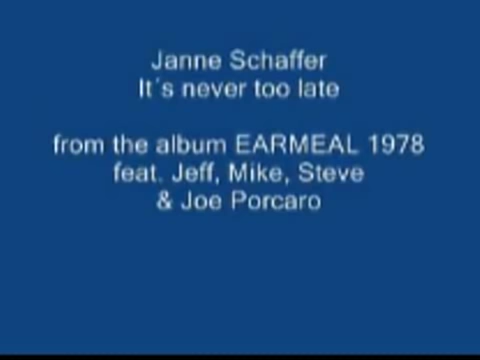 Janne Schaffer
It´s never too late
from the album EARMEAL 1978
feat. Jeff, Mike, Steve
& Joe Porcaro